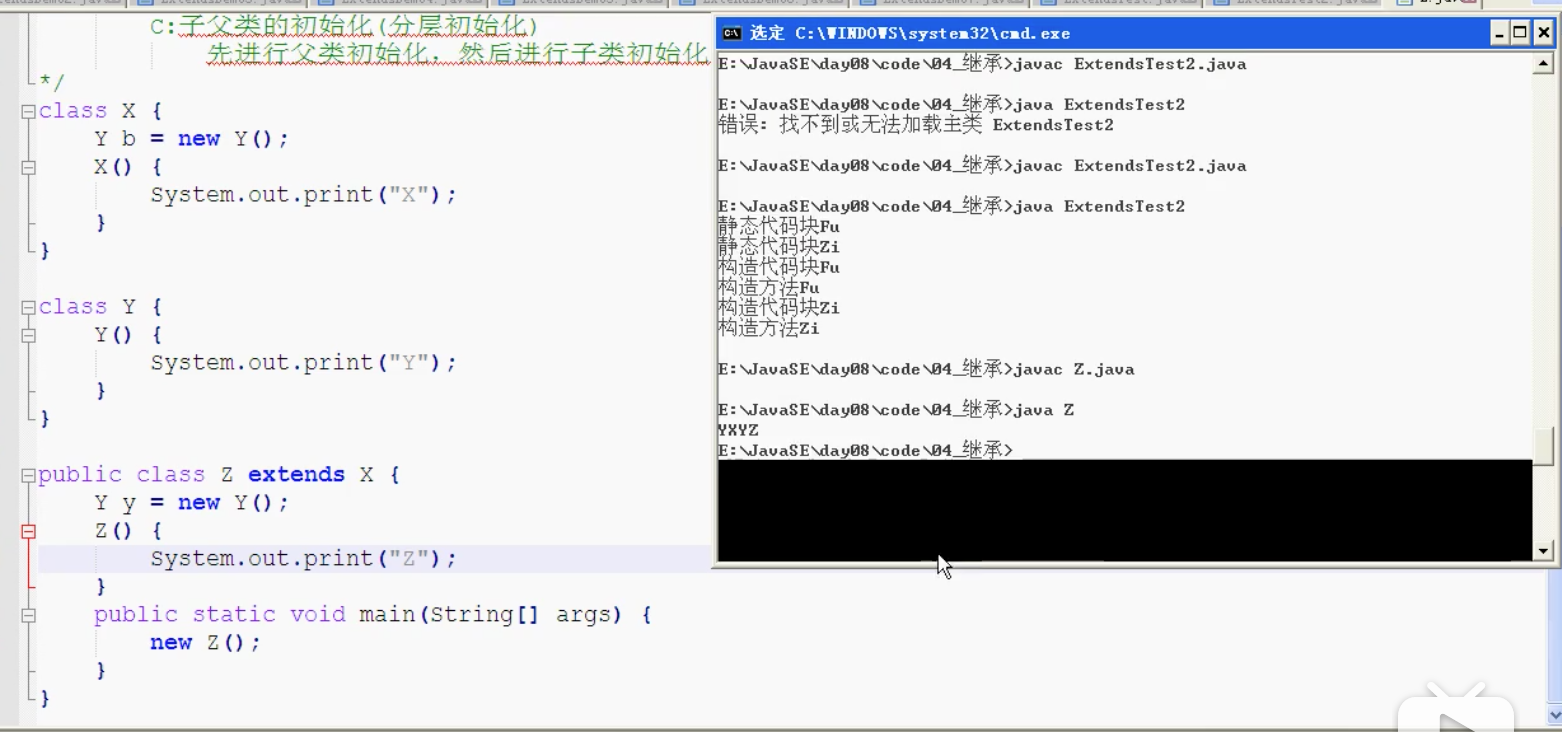 C:子父类的初始化(分层初始化)
先进行父类初始化，然后进行子类初始化
*/
class X {
Y b = new Y();
X() {
System.out.print("X");
}
}
class Y {
Y() {
System.out.print("Y");
}
}
public class Z extends X {
Y y = new Y();
Z() {
System.out.print("Z");
}
public static void main(String[] args) {
new Z();
}
}
选定 C:\WINDOWS\system32\cmd.exe
E:\JavaSE\day08\code\04_继承>javac ExtendsTest2.java
E:\JavaSE\day08\code\04_继承>java ExtendsTest2
错误: 找不到或无法加载主类 ExtendsTest2
E:\JavaSE\day08\code\04_继承>javac ExtendsTest2.java
E:\JavaSE\day08\code\04_继承>java ExtendsTest2
静态代码块Fu
静态代码块Zi
构造代码块Fu
构造方法Fu
构造代码块Zi
构造方法Zi
E:\JavaSE\day08\code\04_继承>javac Z.java
E:\JavaSE\day08\code\04_继承>java Z
YXYZ
E:\JavaSE\day08\code\04_继承>